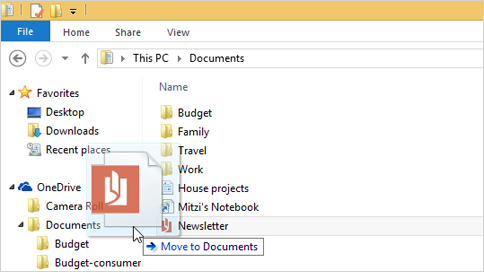 File Home Share View
This PC Documents
Favorites
Desktop
Downloads
Recent places
OneDrive
Camera Roll
Documents
Budget
Budget-consumer
Name
Budget
Family
Travel
Work
House projects
Mitzi's Notebook
Newsletter
Move to Documents